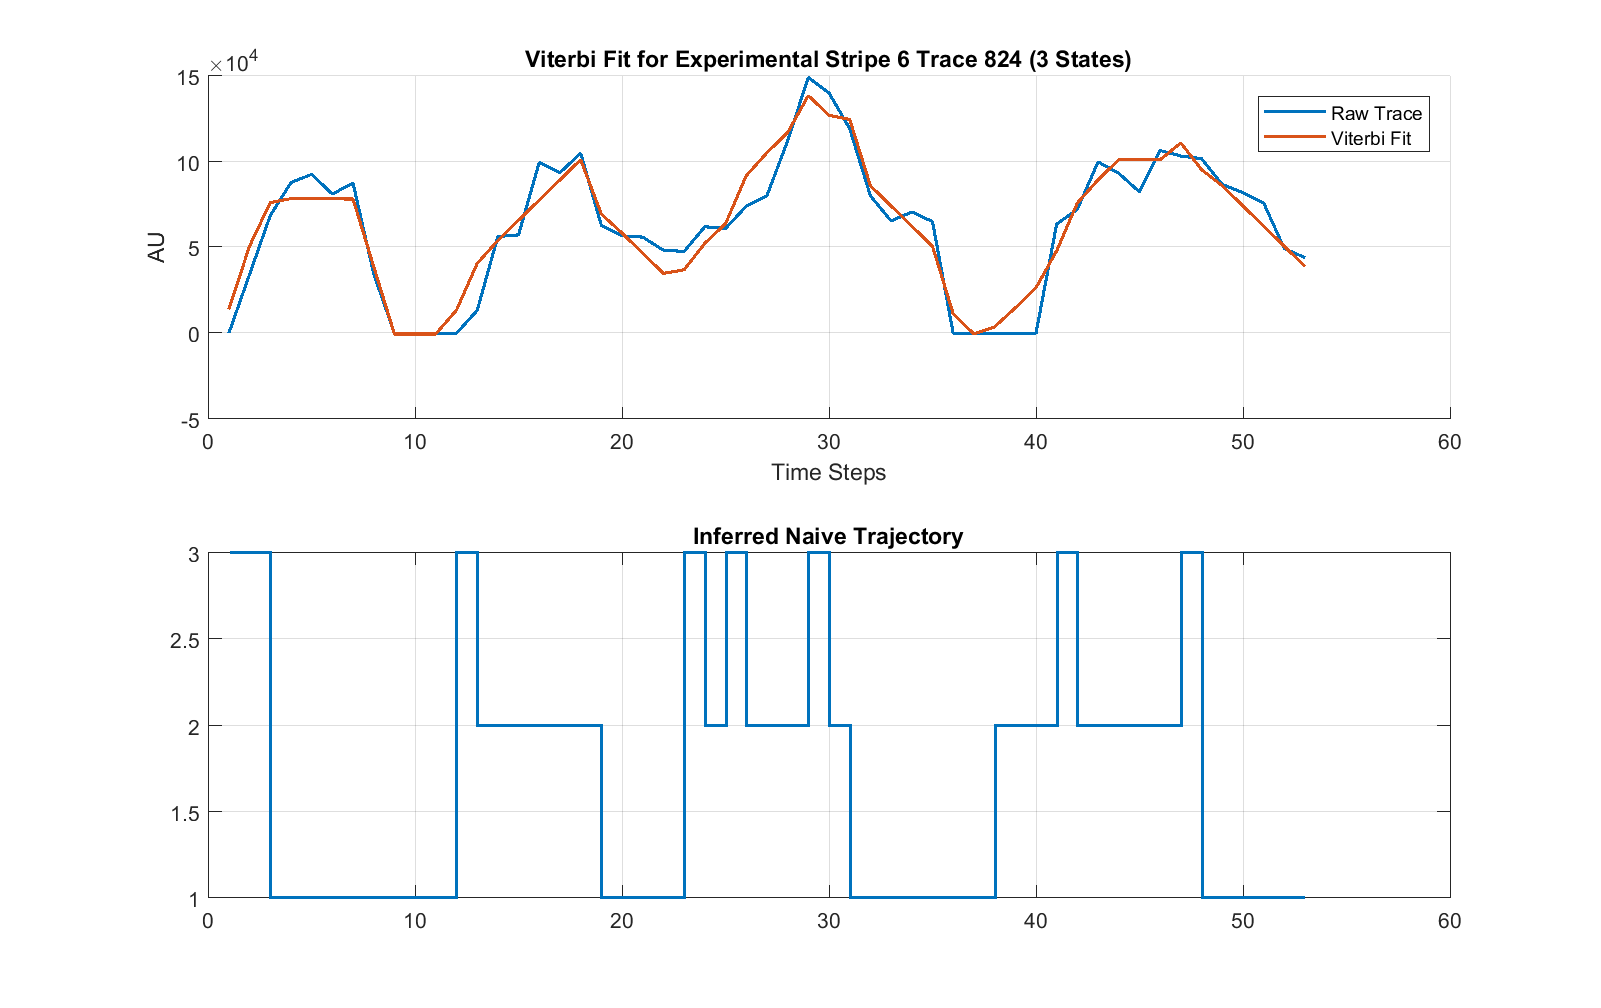 Viterbi Fit for Experimental Stripe 6 Trace 824 (3 States)
×10^4
15
10
5
0
-5
AU
Raw Trace
Viterbi Fit
0 10 20 30 40 50 60
Time Steps
Inferred Naive Trajectory
3
2.5
2
1.5
1
0 10 20 30 40 50 60